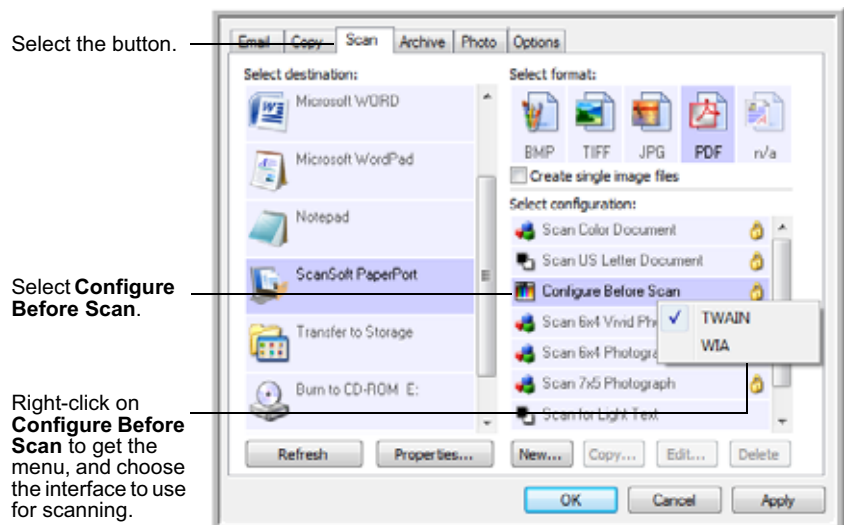 Select the button.
Email Copy Scan Archive Photo Options
Select destination:
Microsoft WORD
Microsoft WordPad
Notepad
ScanSoft PaperPort
Transfer to Storage
Burn to CD-ROM E:
Refresh Properties...
Select format:
BMP TIFF JPG PDF n/a
Create single image files
Select configuration:
Scan Color Document
Scan US Letter Document
Configure Before Scan
Scan 6x4 Vivid
Scan 6x4
Scan 7x5 Photograph
Scan for Light Text
TWAIN
WIA
New... Copy... Edit... Delete
OK Cancel Apply
Select Configure
Before Scan.
Right-click on
Configure Before
Scan to get the
menu, and choose
the interface to use
for scanning.